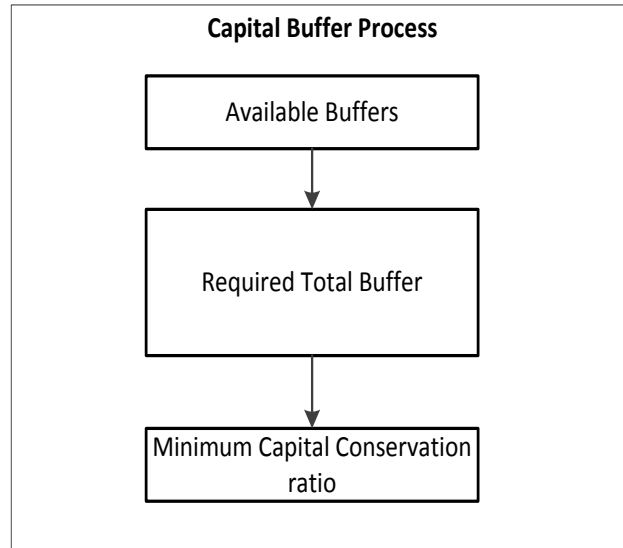 Capital Buffer Process
Available Buffers
Required Total Buffer
Minimum Capital Conservation
ratio